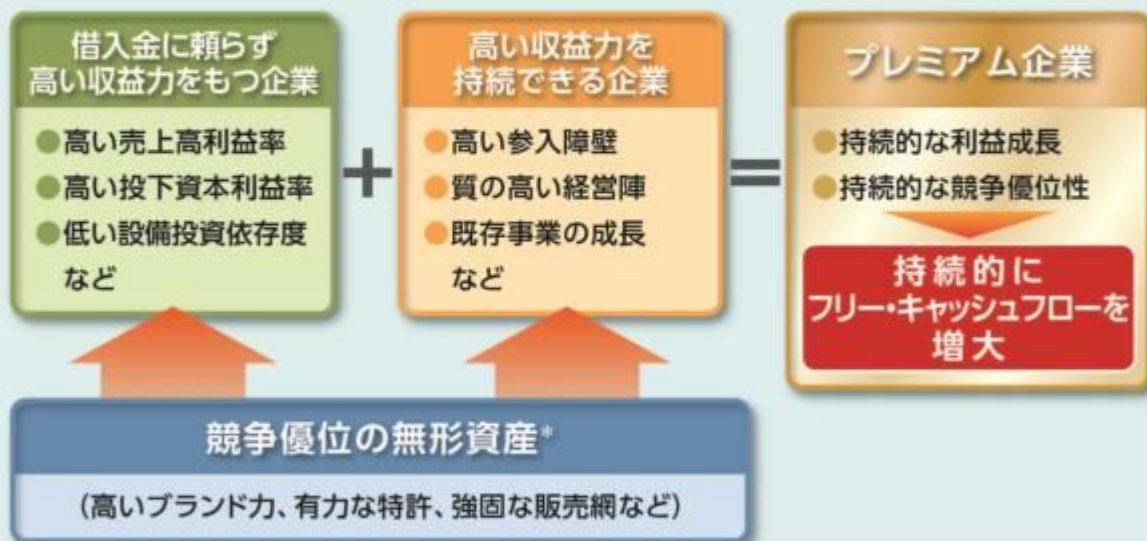 借入金に頼らず
高い収益力をもつ企業
●高い売上高利益率
●高い投下資本利益率
●低い設備投資依存度
など
+
高い収益力を
持続できる企業
●高い参入障壁
●質の高い経営陣
●既存事業の成長
など
=
プレミアム企業
●持続的な利益成長
●持続的な競争優位性
持続的に
フリー・キャッシュフローを
増大
競争優位の無形資産*
(高いブランド力、有力な特許、強固な販売網など)